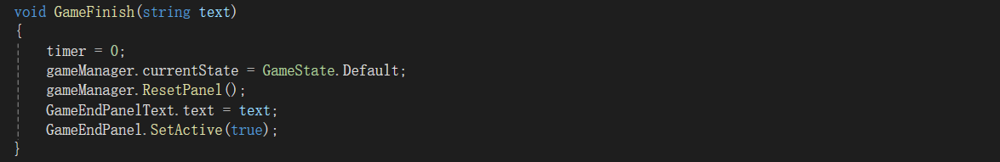 void GameFinish(string text)
{
timer = 0;
gameManager.currentState = GameState.Default;
gameManager.ResetPanel();
GameEndPanelText.text = text;
GameEndPanel.SetActive(true);
}